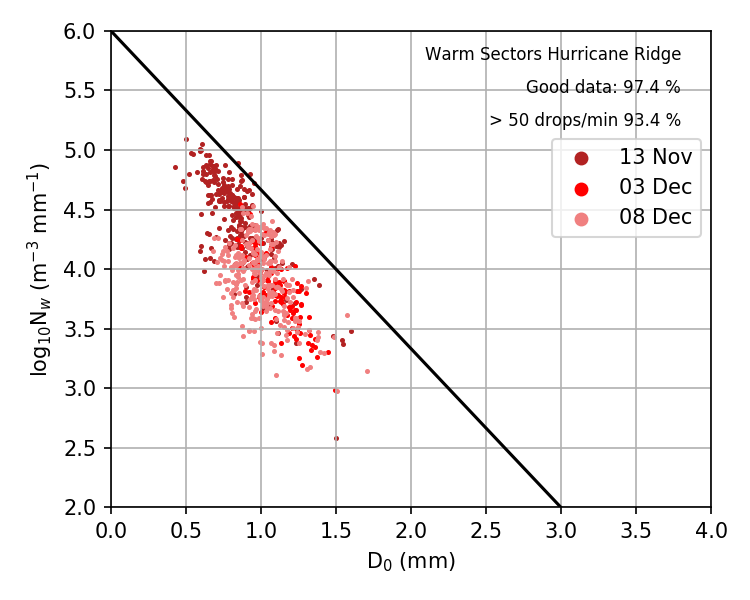 Warm Sectors Hurricane Ridge
Good data: 97.4 %
> 50 drops/min 93.4 %
13 Nov
03 Dec
08 Dec
6.0
5.5
5.0
4.5
4.0
3.5
3.0
2.5
2.0
log₁₀N_w (m⁻³ mm⁻¹)
0.0 0.5 1.0 1.5 2.0 2.5 3.0 3.5 4.0
D₀ (mm)